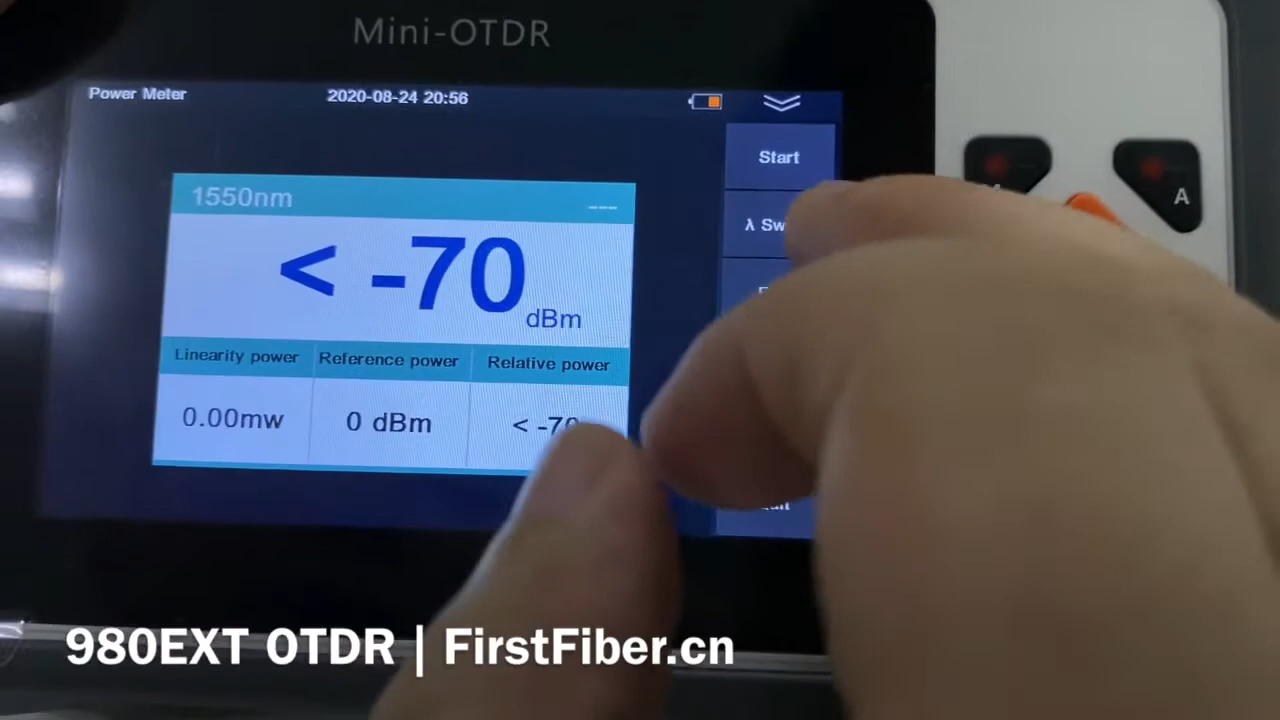 Mini-OTDR
Power Meter 2020-08-24 20:56
Start
1550nm ---
λ
< -70
dBm
Linearity power Reference power Relative power
0.00mw 0 dBm < -70
A
980EXT OTDR | FirstFiber.cn